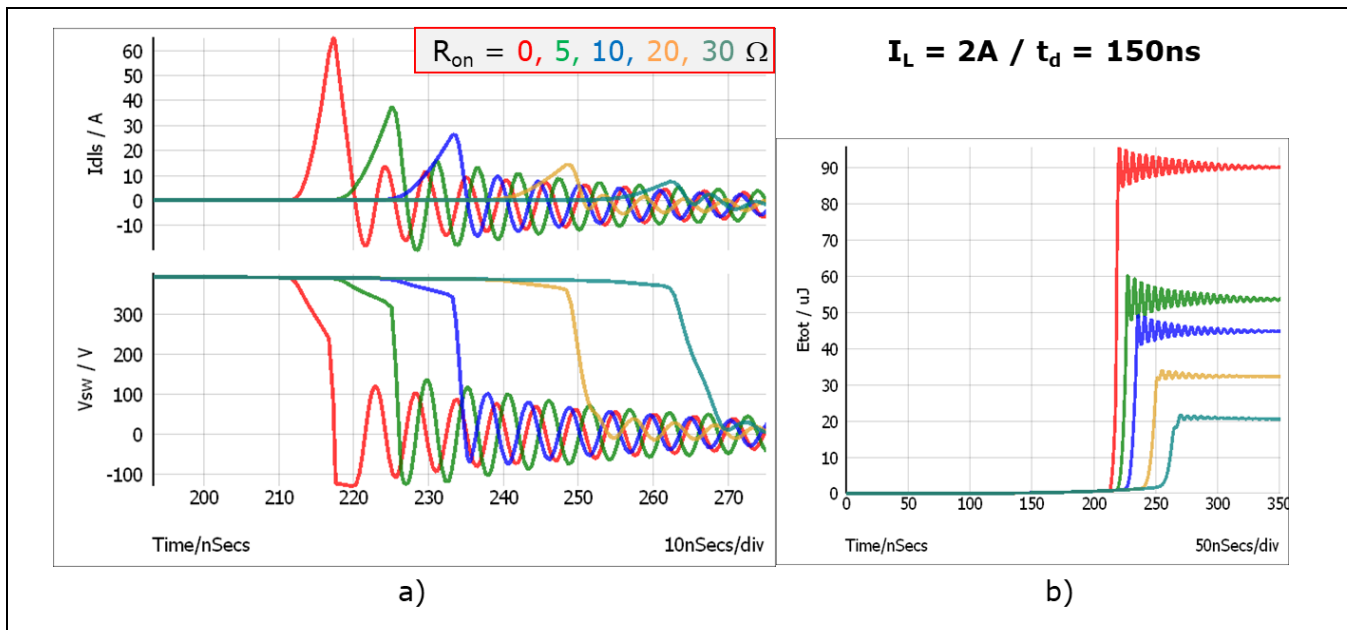 R_on = 0, 5, 10, 20, 30 Ω
I_L = 2A / t_d = 150ns
Idls / A
60
50
40
30
20
10
0
-10
Vsw / V
300
200
100
0
-100
200 210 220 230 240 250 260 270
Time/nSecs 10nSecs/div
a)
Etot / uJ
90
80
70
60
50
40
30
20
10
0
0 50 100 150 200 250 300 350
Time/nSecs 50nSecs/div
b)